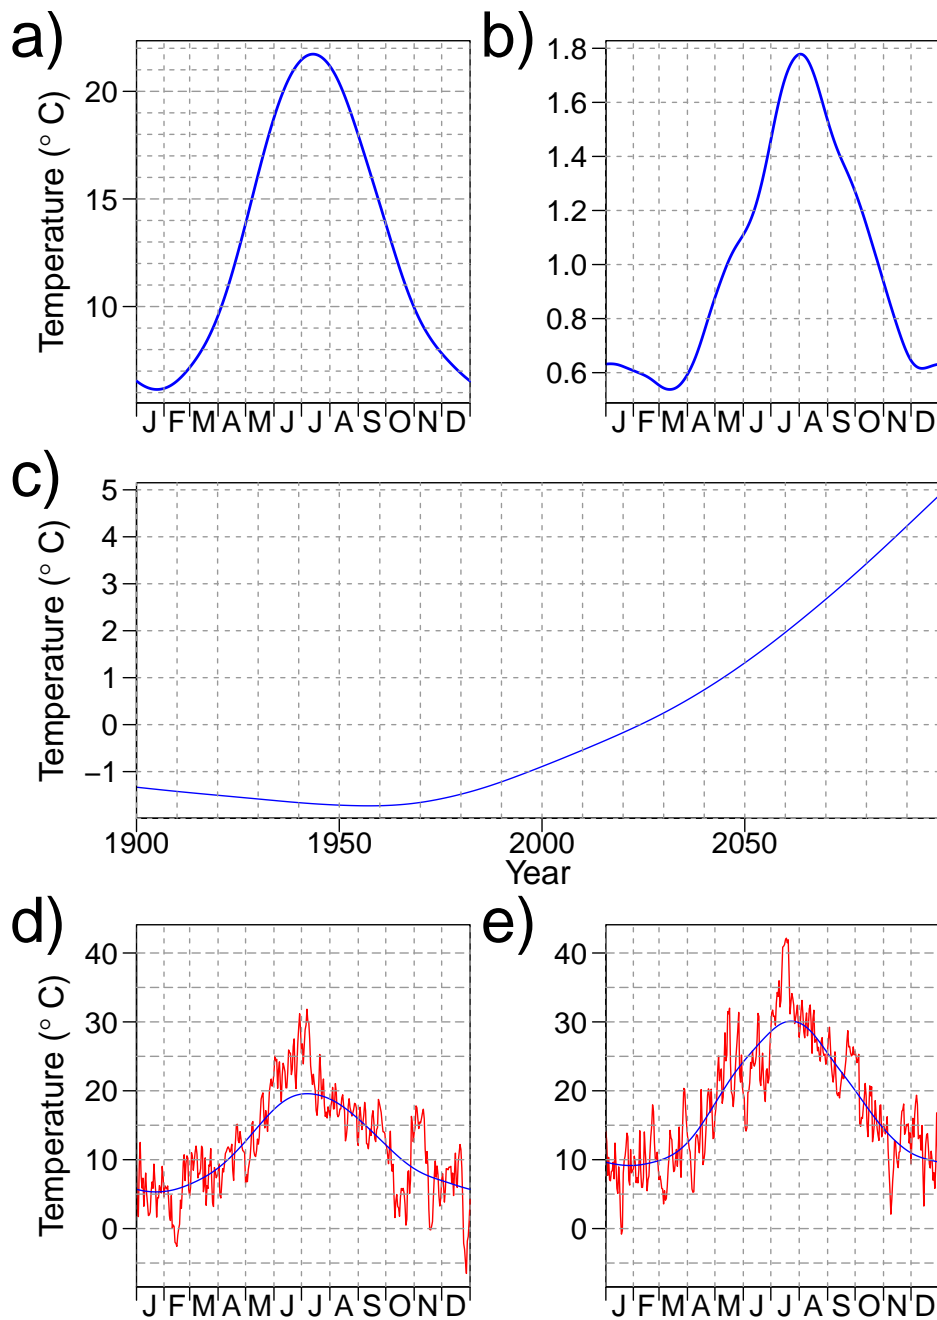 a)
Temperature (° C)
20
15
10
J F M A M J J A S O N D
b)
1.8
1.6
1.4
1.2
1.0
0.8
0.6
J F M A M J J A S O N D
c)
Temperature (° C)
5
4
3
2
1
0
−1
1900 1950 2000 2050
Year
d)
Temperature (° C)
40
30
20
10
0
J F M A M J J A S O N D
e)
40
30
20
10
0
J F M A M J J A S O N D